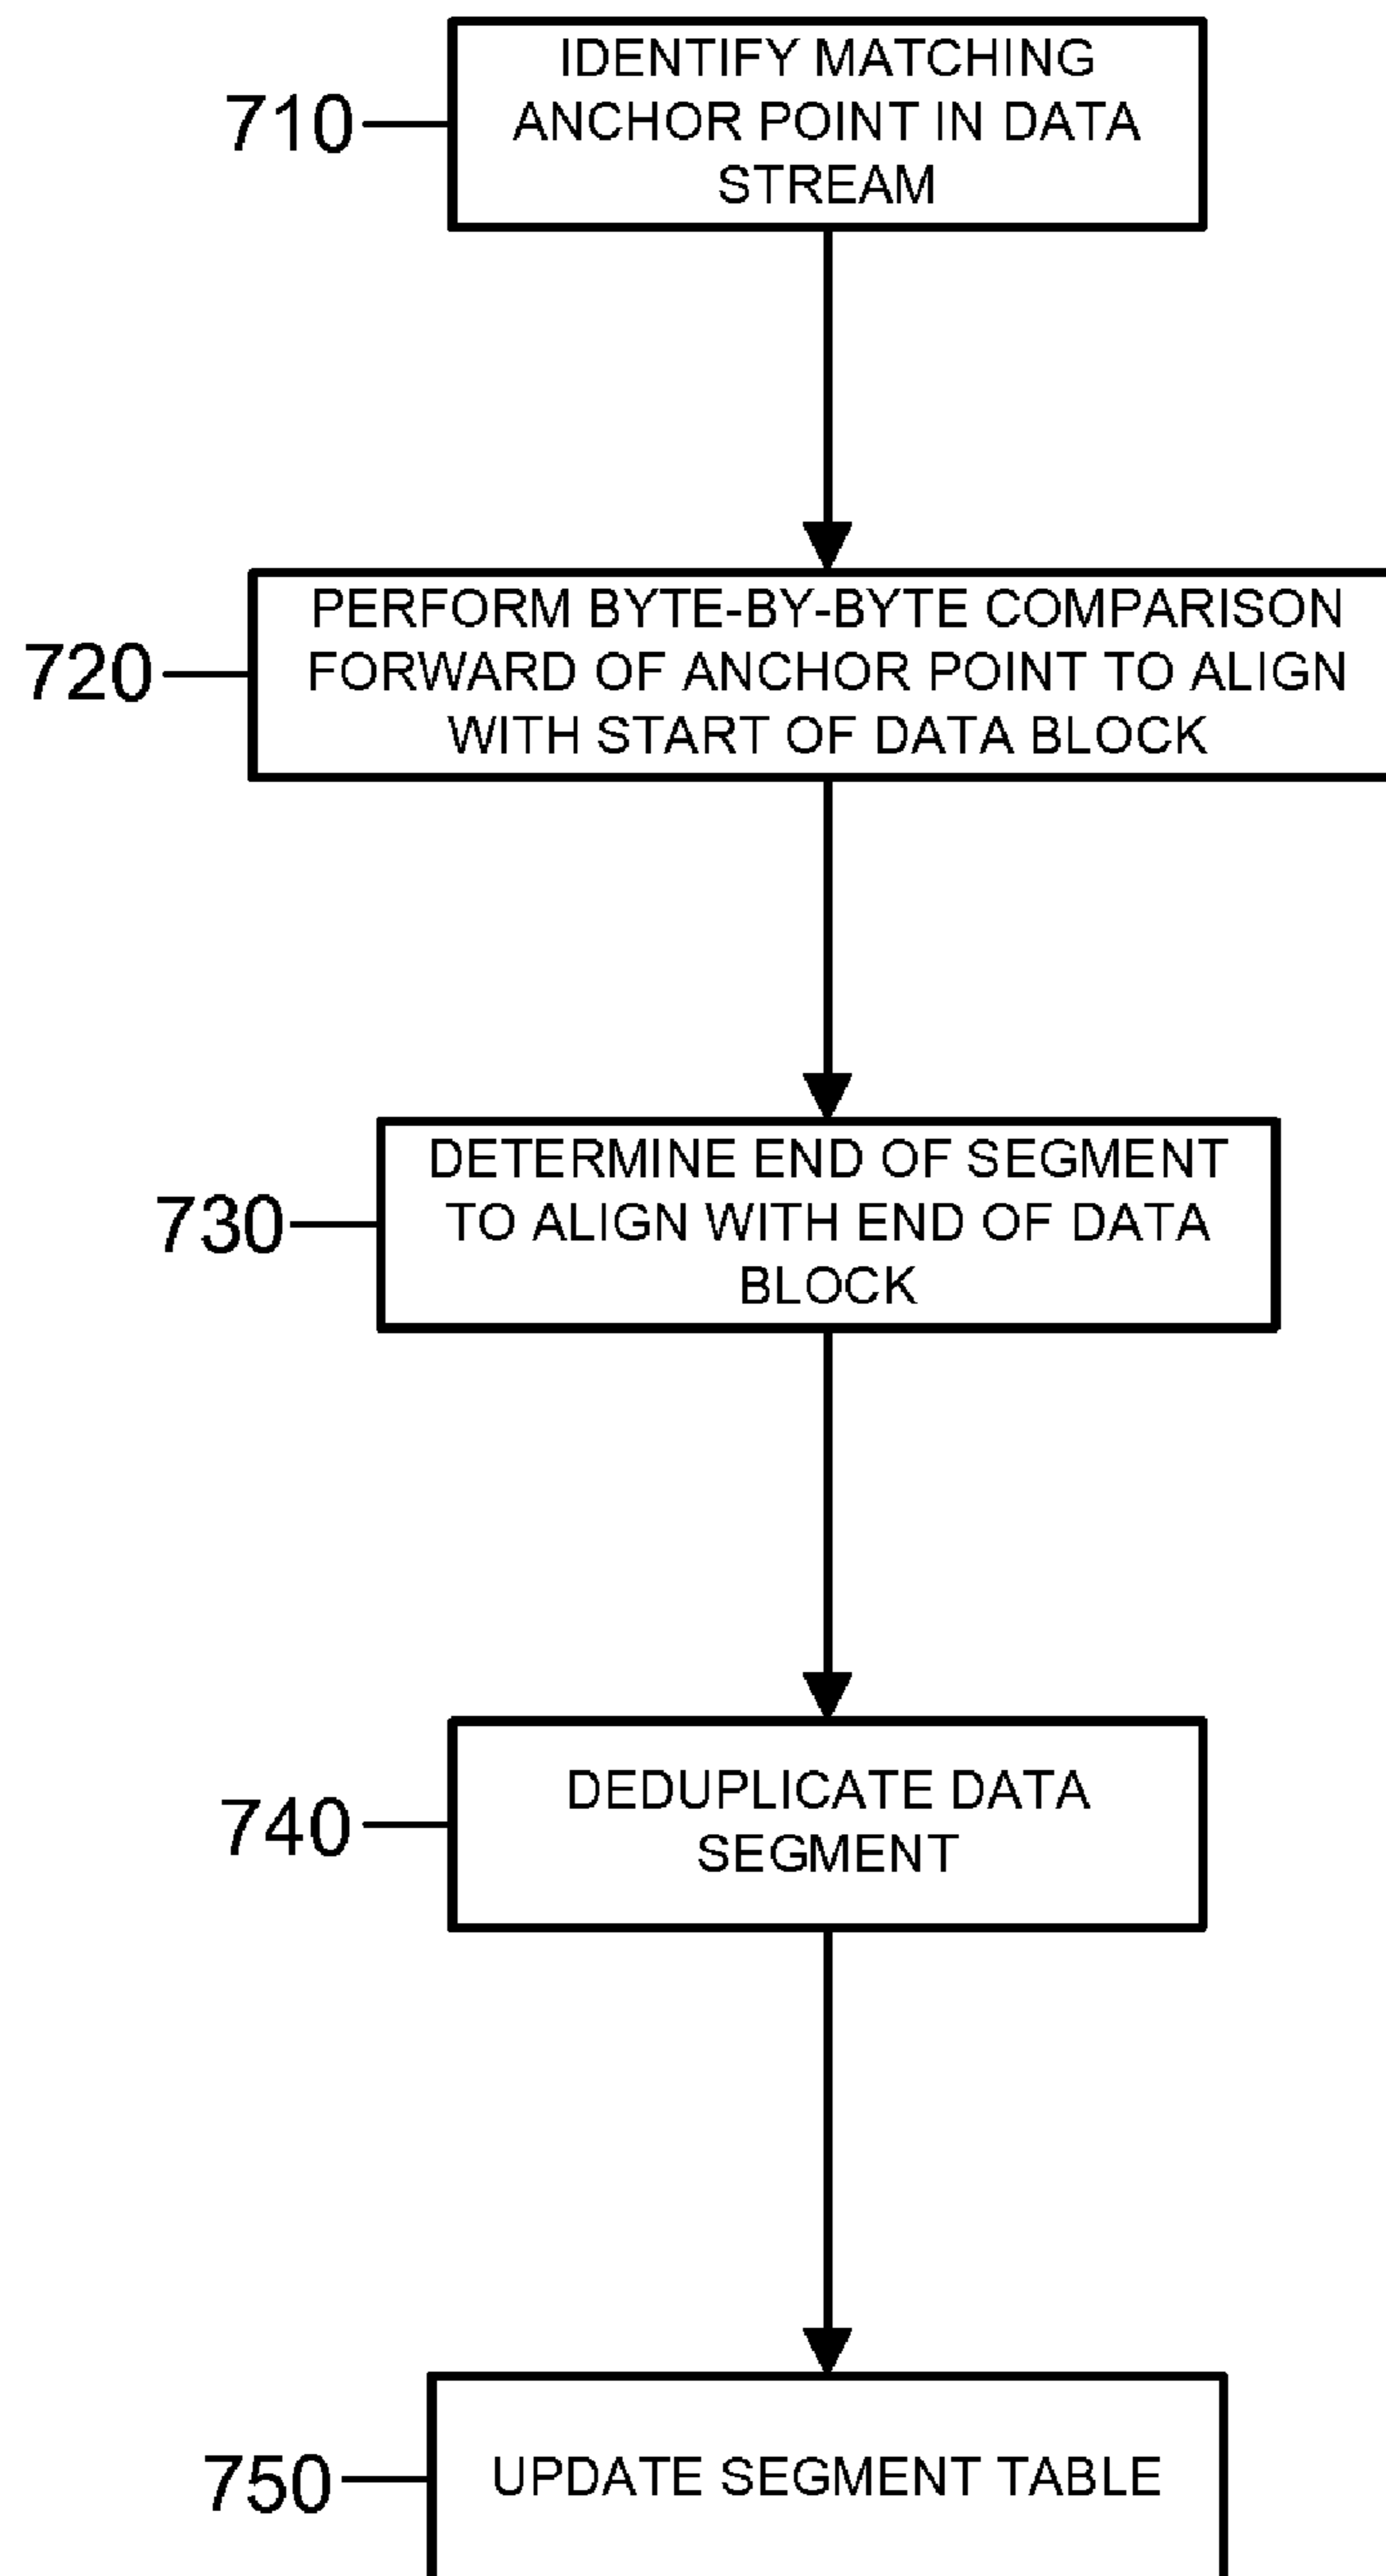 IDENTIFY MATCHING
710
ANCHOR POINT IN DATA
STREAM
PERFORM BYTE-BY-BYTE COMPARISON
720
FORWARD OF ANCHOR POINT TO ALIGN
WITH START OF DATA BLOCK
DETERMINE END OF SEGMENT
730
TO ALIGN WITH END OF DATA
BLOCK
740
DEDUPLICATE DATA
SEGMENT
750
UPDATE SEGMENT TABLE